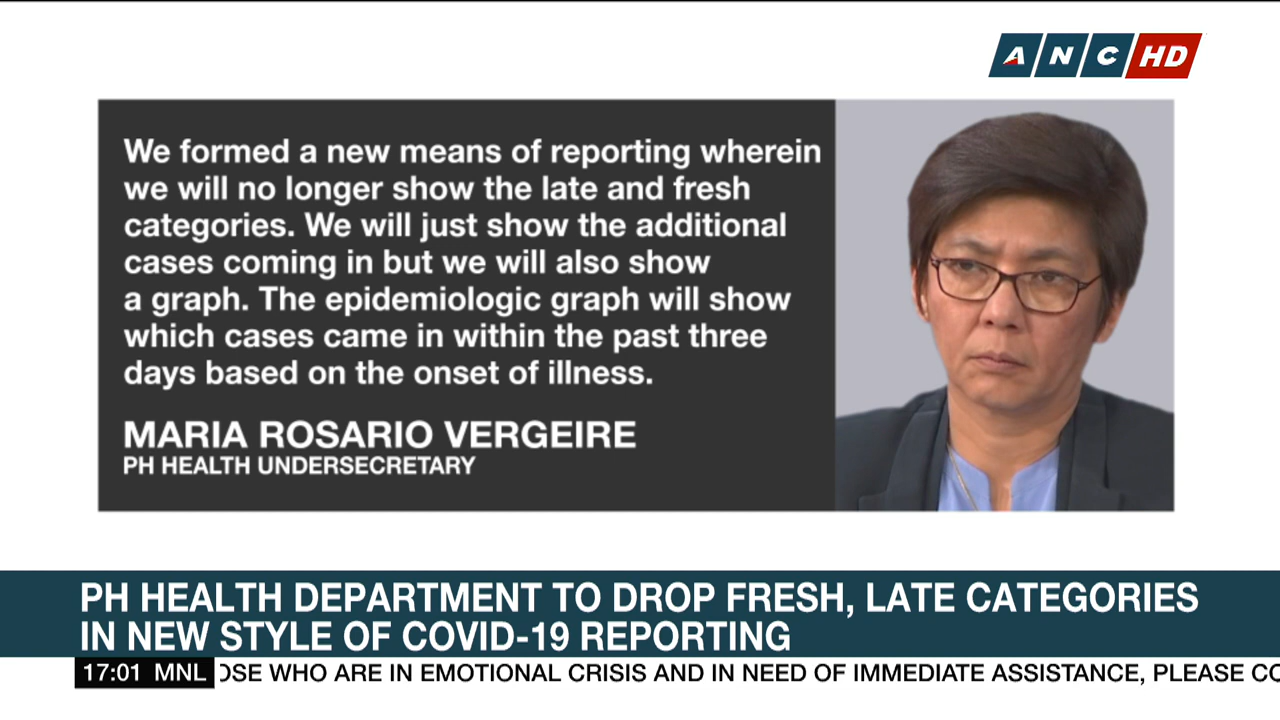 ANC HD
We formed a new means of reporting wherein
we will no longer show the late and fresh
categories. We will just show the additional
cases coming in but we will also show
a graph. The epidemiologic graph will show
which cases came in within the past three
days based on the onset of illness.
MARIA ROSARIO VERGEIRE
PH HEALTH UNDERSECRETARY
PH HEALTH DEPARTMENT TO DROP FRESH, LATE CATEGORIES
IN NEW STYLE OF COVID-19 REPORTING
17:01 MNL WHO ARE IN EMOTIONAL CRISIS AND IN NEED OF IMMEDIATE ASSISTANCE, PLEASE